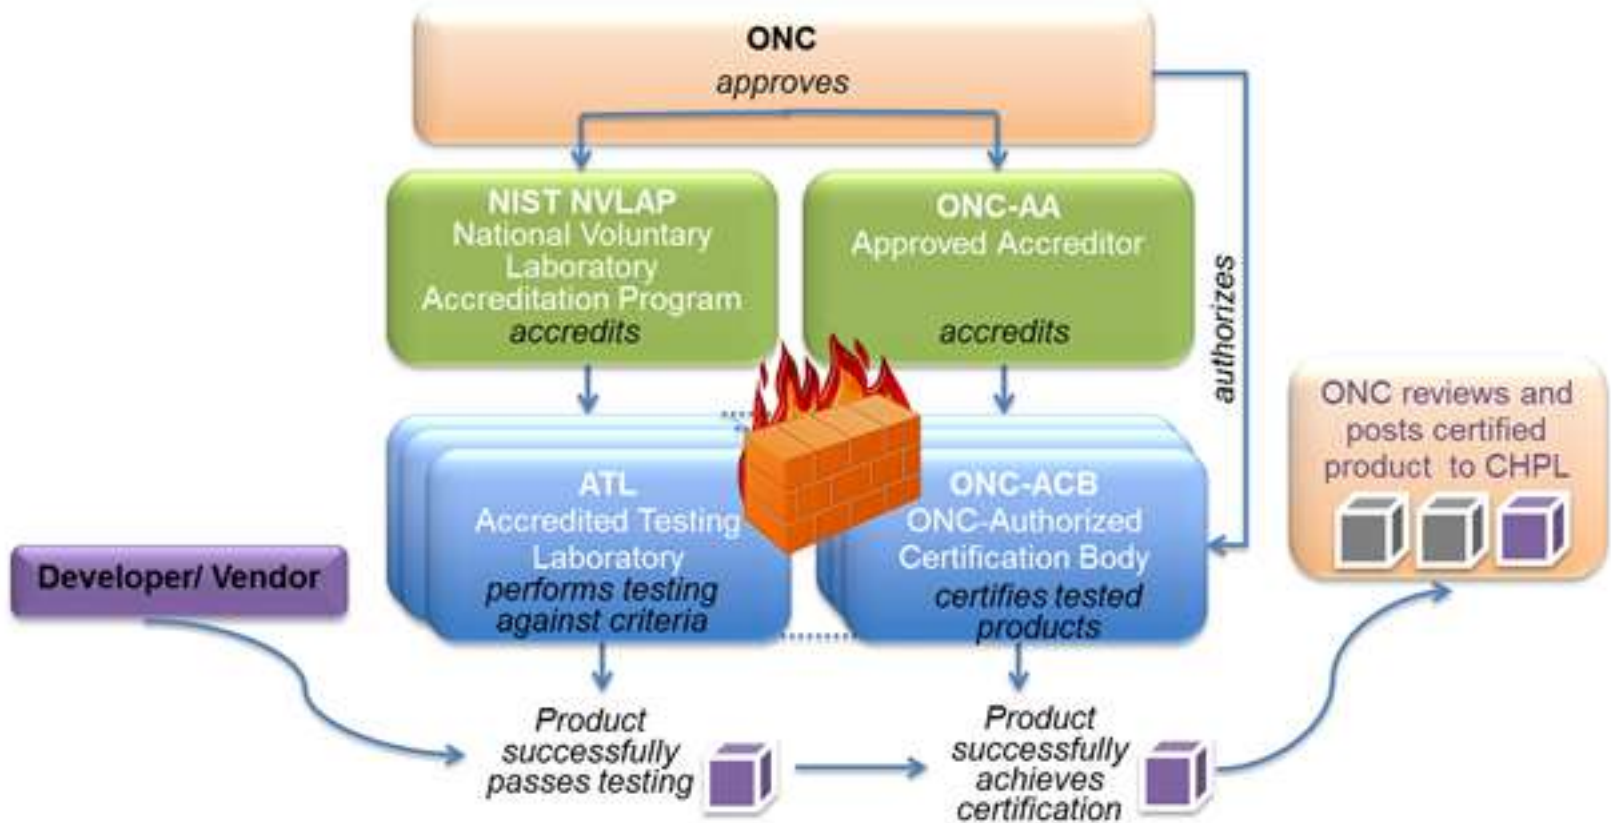 ONC
approves
NIST NVLAP
National Voluntary
Laboratory
Accreditation Program
accredits
ONC-AA
Approved Accreditor
accredits
authorizes
ATL
Accredited Testing
Laboratory
performs testing
against criteria
ONC-ACB
ONC-Authorized
Certification Body
certifies tested
products
ONC reviews and
posts certified
product to CHPL
Developer/ Vendor
Product
successfully
passes testing
Product
successfully
achieves
certification